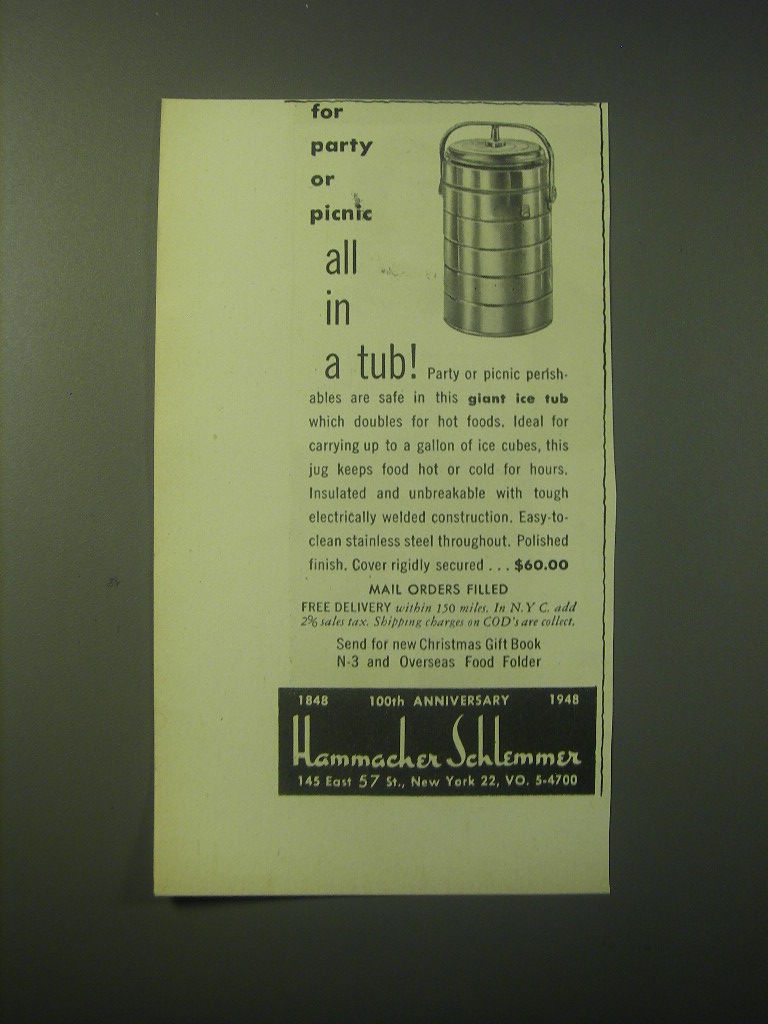 for
party
or
picnic
all
in
a tub! Party or picnic perish-
ables are safe in this giant ice tub
which doubles for hot foods. Ideal for
carrying up to a gallon of ice cubes, this
jug keeps food hot or cold for hours.
Insulated and unbreakable with tough
electrically welded construction. Easy-to-
clean stainless steel throughout. Polished
finish. Cover rigidly secured ... $60.00
MAIL ORDERS FILLED
FREE DELIVERY within 150 miles. In N.Y C. add
2% sales tax. Shipping charges on COD's are collect.
Send for new Christmas Gift Book
N-3 and Overseas Food Folder
1848 100th ANNIVERSARY 1948
Hammacher Schlemmer
145 East 57 St., New York 22, VO. 5-4700